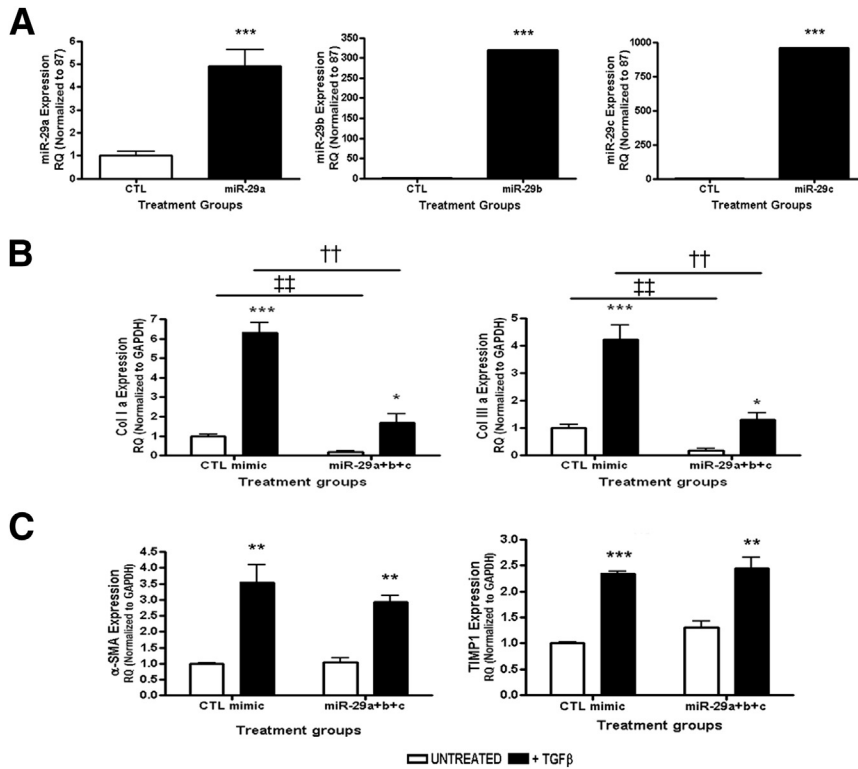 A
miR-29a Expression
RQ (Normalized to 87)
6
5
4
3
2
1
0
***
CTL
miR-29a
Treatment Groups
miR-29b Expression
RQ (Normalized to 87)
350
300
250
200
150
100
50
0
***
CTL
miR-29b
Treatment Groups
miR-29c Expression
RQ (Normalized to 87)
1000
750
500
250
0
***
CTL
miR-29c
Treatment Groups
B
††
‡‡
Col I a Expression
RQ (Normalized to GAPDH)
7
6
5
4
3
2
1
0
***
*
CTL mimic
miR-29a+b+c
Treatment groups
††
‡‡
Col III a Expression
RQ (Normalized to GAPDH)
5
4
3
2
1
0
***
*
CTL mimic
miR-29a+b+c
Treatment groups
C
α-SMA Expression
RQ (Normalized to GAPDH)
4.5
4.0
3.5
3.0
2.5
2.0
1.5
1.0
0.5
0.0
**
**
CTL mimic
miR-29a+b+c
Treatment groups
TIMP1 Expression
RQ (Normalized to GAPDH)
3.0
2.5
2.0
1.5
1.0
0.5
0.0
***
**
CTL mimic
miR-29a+b+c
Treatment groups
UNTREATED
+ TGFβ